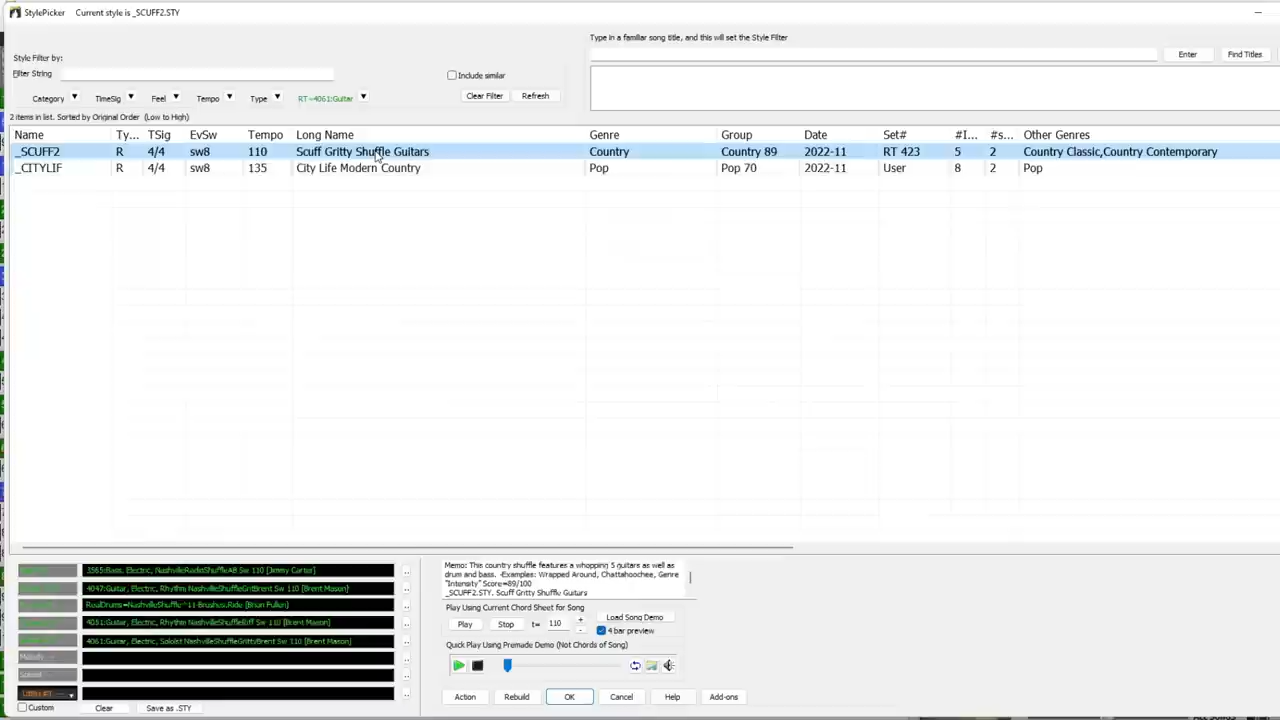 StylePicker Current style is _SCUFF2.STY
Type in a familiar song title, and this will set the Style Filter
Style Filter by:
Enter Find Titles
Filter String
Include similar
Category TimeSig Feel Tempo Type RT~4061:Guitar Clear Filter Refresh
2 items in list. Sorted by Original Order (Low to High)
Name Ty... TSig EvSw Tempo Long Name Genre Group Date Set# #I... #s... Other Genres
_SCUFF2 R 4/4 sw8 110 Scuff Gritty Shuffle Guitars Country Country 89 2022-11 RT 423 5 2 Country Classic,Country Contemporary
_CITYLIF R 4/4 sw8 135 City Life Modern Country Pop Pop 70 2022-11 User 8 2 Pop
3565:Bass, Electric, NashvilleRadioShuffleAB Sw 110 [Jimmy Carter] ..
4047:Guitar, Electric, Rhythm NashvilleShuffleGritBrent Sw 110 [Brent Mason] ..
RealDrums=NashvilleShuffle^11-Brushes,Ride [Brian Fullen] ..
Guitar, Electric, Rhythm NashvilleShuffleRiff Sw 110 [Brent Mason] ..
4061:Guitar, Electric, Soloist NashvilleShuffleGrittyBrent Sw 110 [Brent Mason] ..
Melody ..
Soloist ..
..
Custom Clear Save as .STY
Memo: This country shuffle features a whopping 5 guitars as well as
drum and bass. -Examples: Wrapped Around, Chattahoochee, Genre
"Intensity" Score=89/100
_SCUFF2.STY. Scuff Gritty Shuffle Guitars
Play Using Current Chord Sheet for Song
+ Load Song Demo
Play Stop t= 110 - 4 bar preview
Quick Play Using Premade Demo (Not Chords of Song)
Action Rebuild OK Cancel Help Add-ons